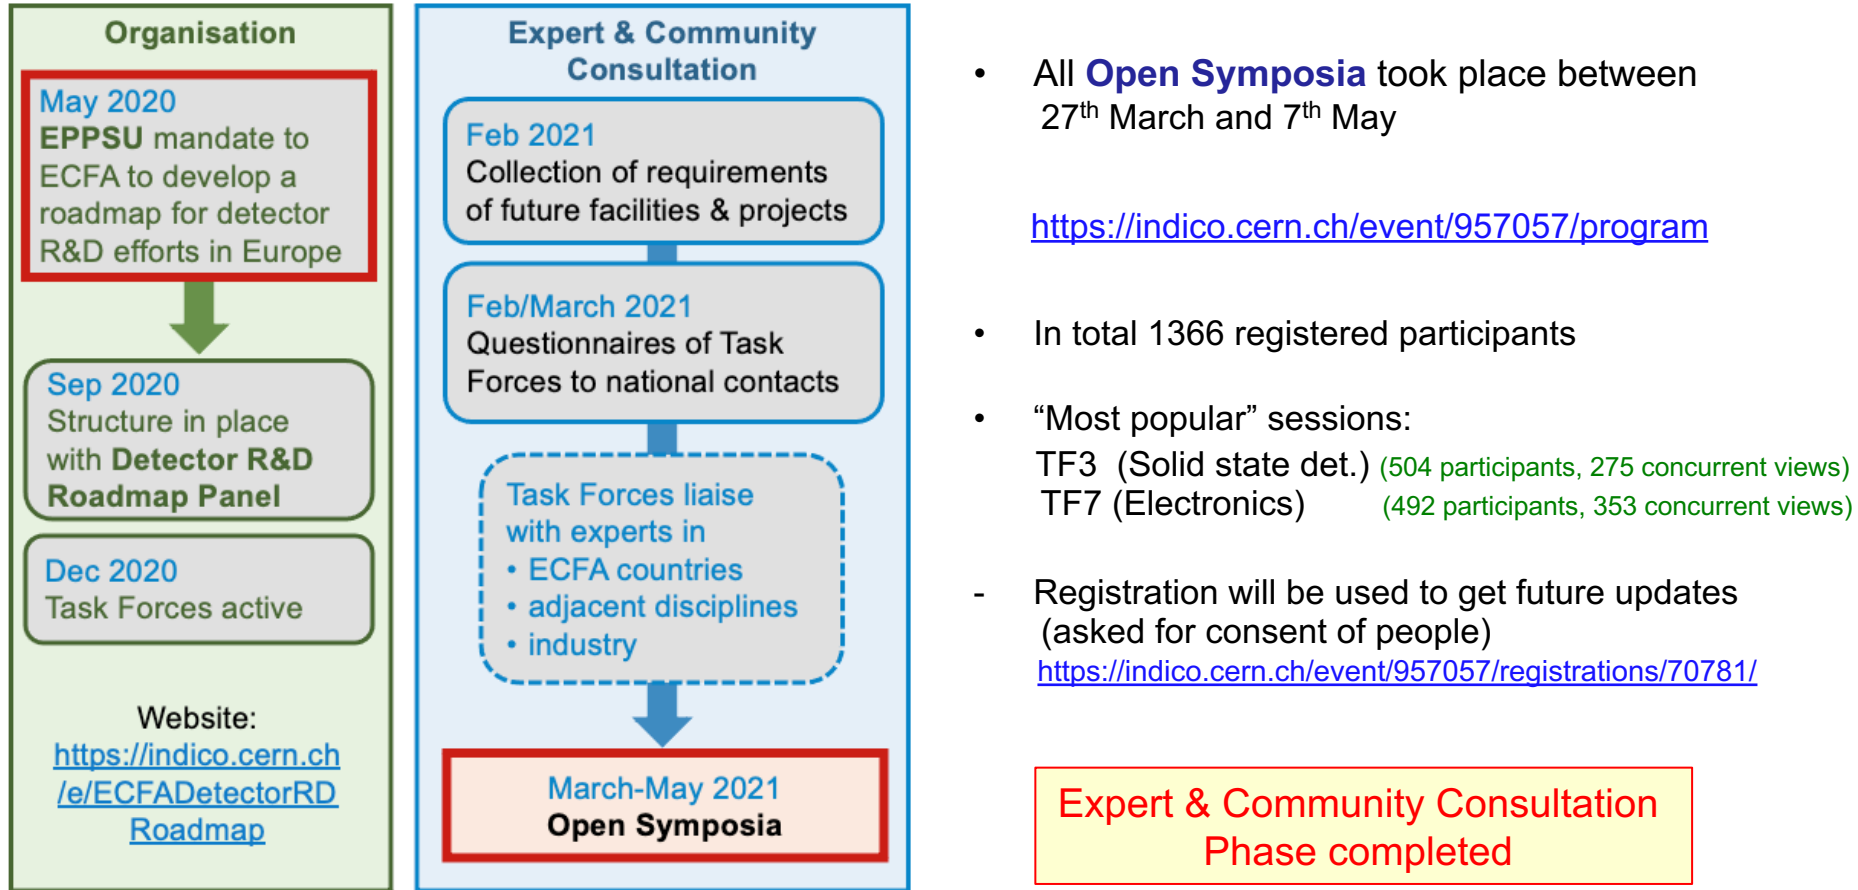 Organisation
May 2020
EPPSU mandate to
ECFA to develop a
roadmap for detector
R&D efforts in Europe
Sep 2020
Structure in place
with Detector R&D
Roadmap Panel
Dec 2020
Task Forces active
Website:
https://indico.cern.ch
/e/ECFADetectorRD
Roadmap
Expert & Community
Consultation
Feb 2021
Collection of requirements
of future facilities & projects
Feb/March 2021
Questionnaires of Task
Forces to national contacts
Task Forces liaise
with experts in
• ECFA countries
• adjacent disciplines
• industry
March-May 2021
Open Symposia
• All Open Symposia took place between
27th March and 7th May
https://indico.cern.ch/event/957057/program
• In total 1366 registered participants
• “Most popular” sessions:
TF3 (Solid state det.) (504 participants, 275 concurrent views)
TF7 (Electronics) (492 participants, 353 concurrent views)
- Registration will be used to get future updates
(asked for consent of people)
https://indico.cern.ch/event/957057/registrations/70781/
Expert & Community Consultation
Phase completed